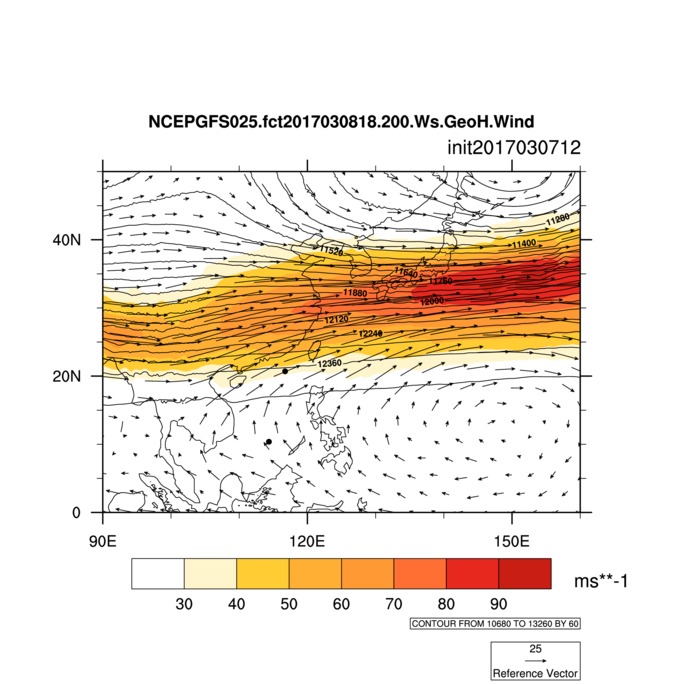 NCEPGFS025.fct2017030818.200.Ws.GeoH.Wind
init2017030712
11280
11400
40N
11520
11640
11760
11880
12000
12120
12240
12360
20N
0
90E 120E 150E
ms**-1
30 40 50 60 70 80 90
CONTOUR FROM 10680 TO 13260 BY 60
25
Reference Vector